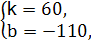 {k = 60,
b = −110,